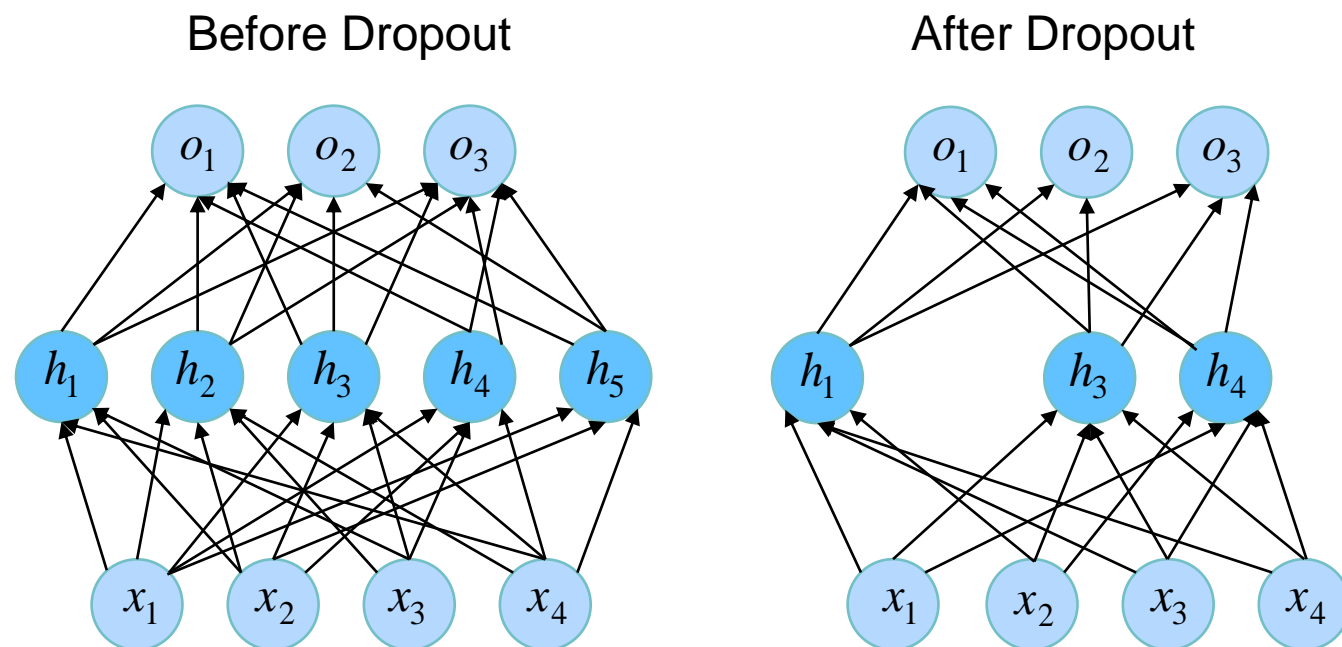 Before Dropout After Dropout
o1 o2 o3 o1 o2 o3
h1 h2 h3 h4 h5 h1 h3 h4
x1 x2 x3 x4 x1 x2 x3 x4